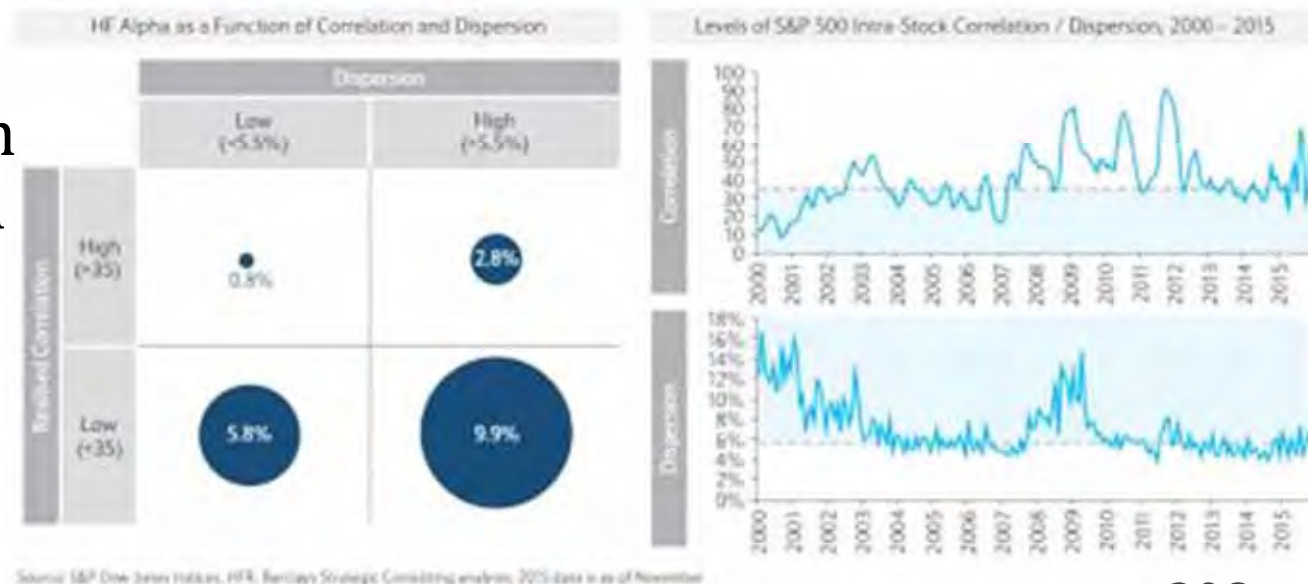 HF Alpha as a Function of Correlation and Dispersion
Dispersion
Low
(<5.5%)
High
(>5.5%)
Realized Correlation
High
(>35)
0.8%
2.8%
Low
(<35)
5.8%
9.9%
Levels of S&P 500 Intra-Stock Correlation / Dispersion, 2000 – 2015
Correlation
100
90
80
70
60
50
40
30
20
10
0
2000 2001 2002 2003 2004 2005 2006 2007 2008 2009 2010 2011 2012 2013 2014 2015
Dispersion
18%
16%
14%
12%
10%
8%
6%
4%
2%
0%
2000 2001 2002 2003 2004 2005 2006 2007 2008 2009 2010 2011 2012 2013 2014 2015
Source: S&P Dow Jones Indices, HFR, Barclays Strategic Consulting analysis; 2015 data is as of November